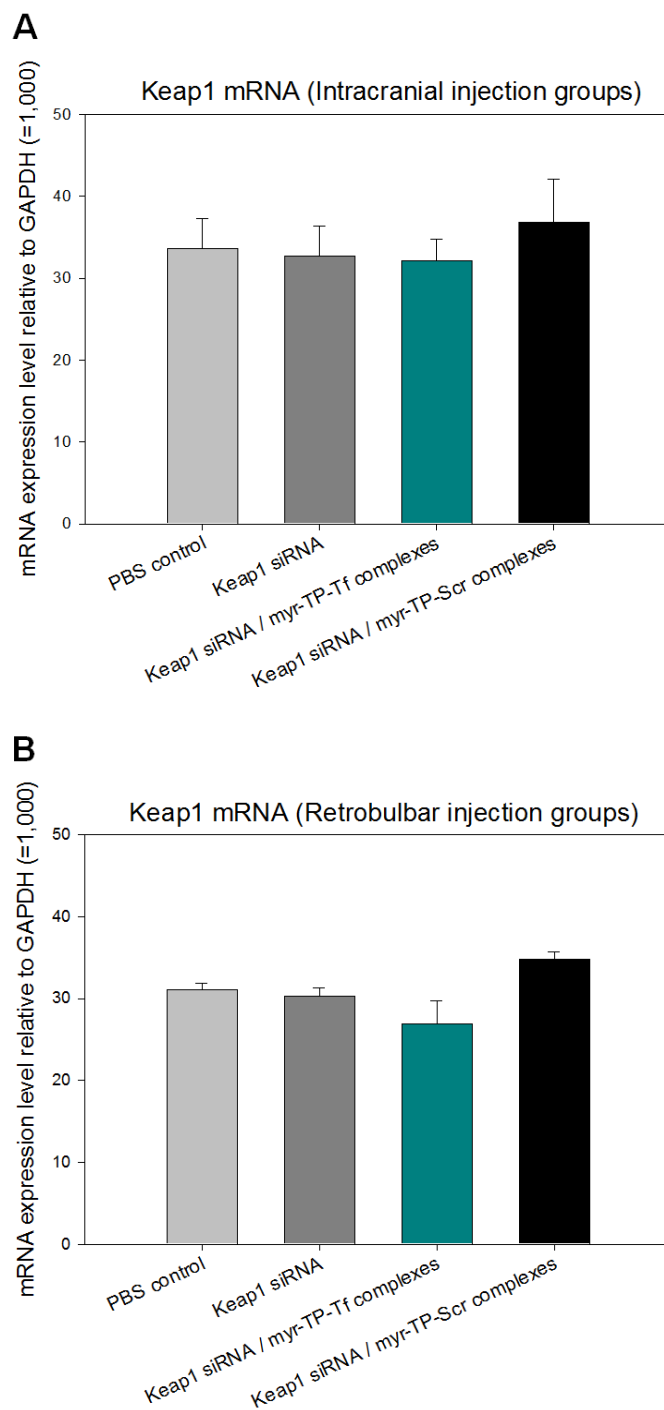 A
Keap1 mRNA (Intracranial injection groups)
mRNA expression level relative to GAPDH (=1,000)
50
40
30
20
10
0
PBS control
Keap1 siRNA
Keap1 siRNA / myr-TP-Tf complexes
Keap1 siRNA / myr-TP-Scr complexes
B
Keap1 mRNA (Retrobulbar injection groups)
mRNA expression level relative to GAPDH (=1,000)
50
40
30
20
10
0
PBS control
Keap1 siRNA
Keap1 siRNA / myr-TP-Tf complexes
Keap1 siRNA / myr-TP-Scr complexes